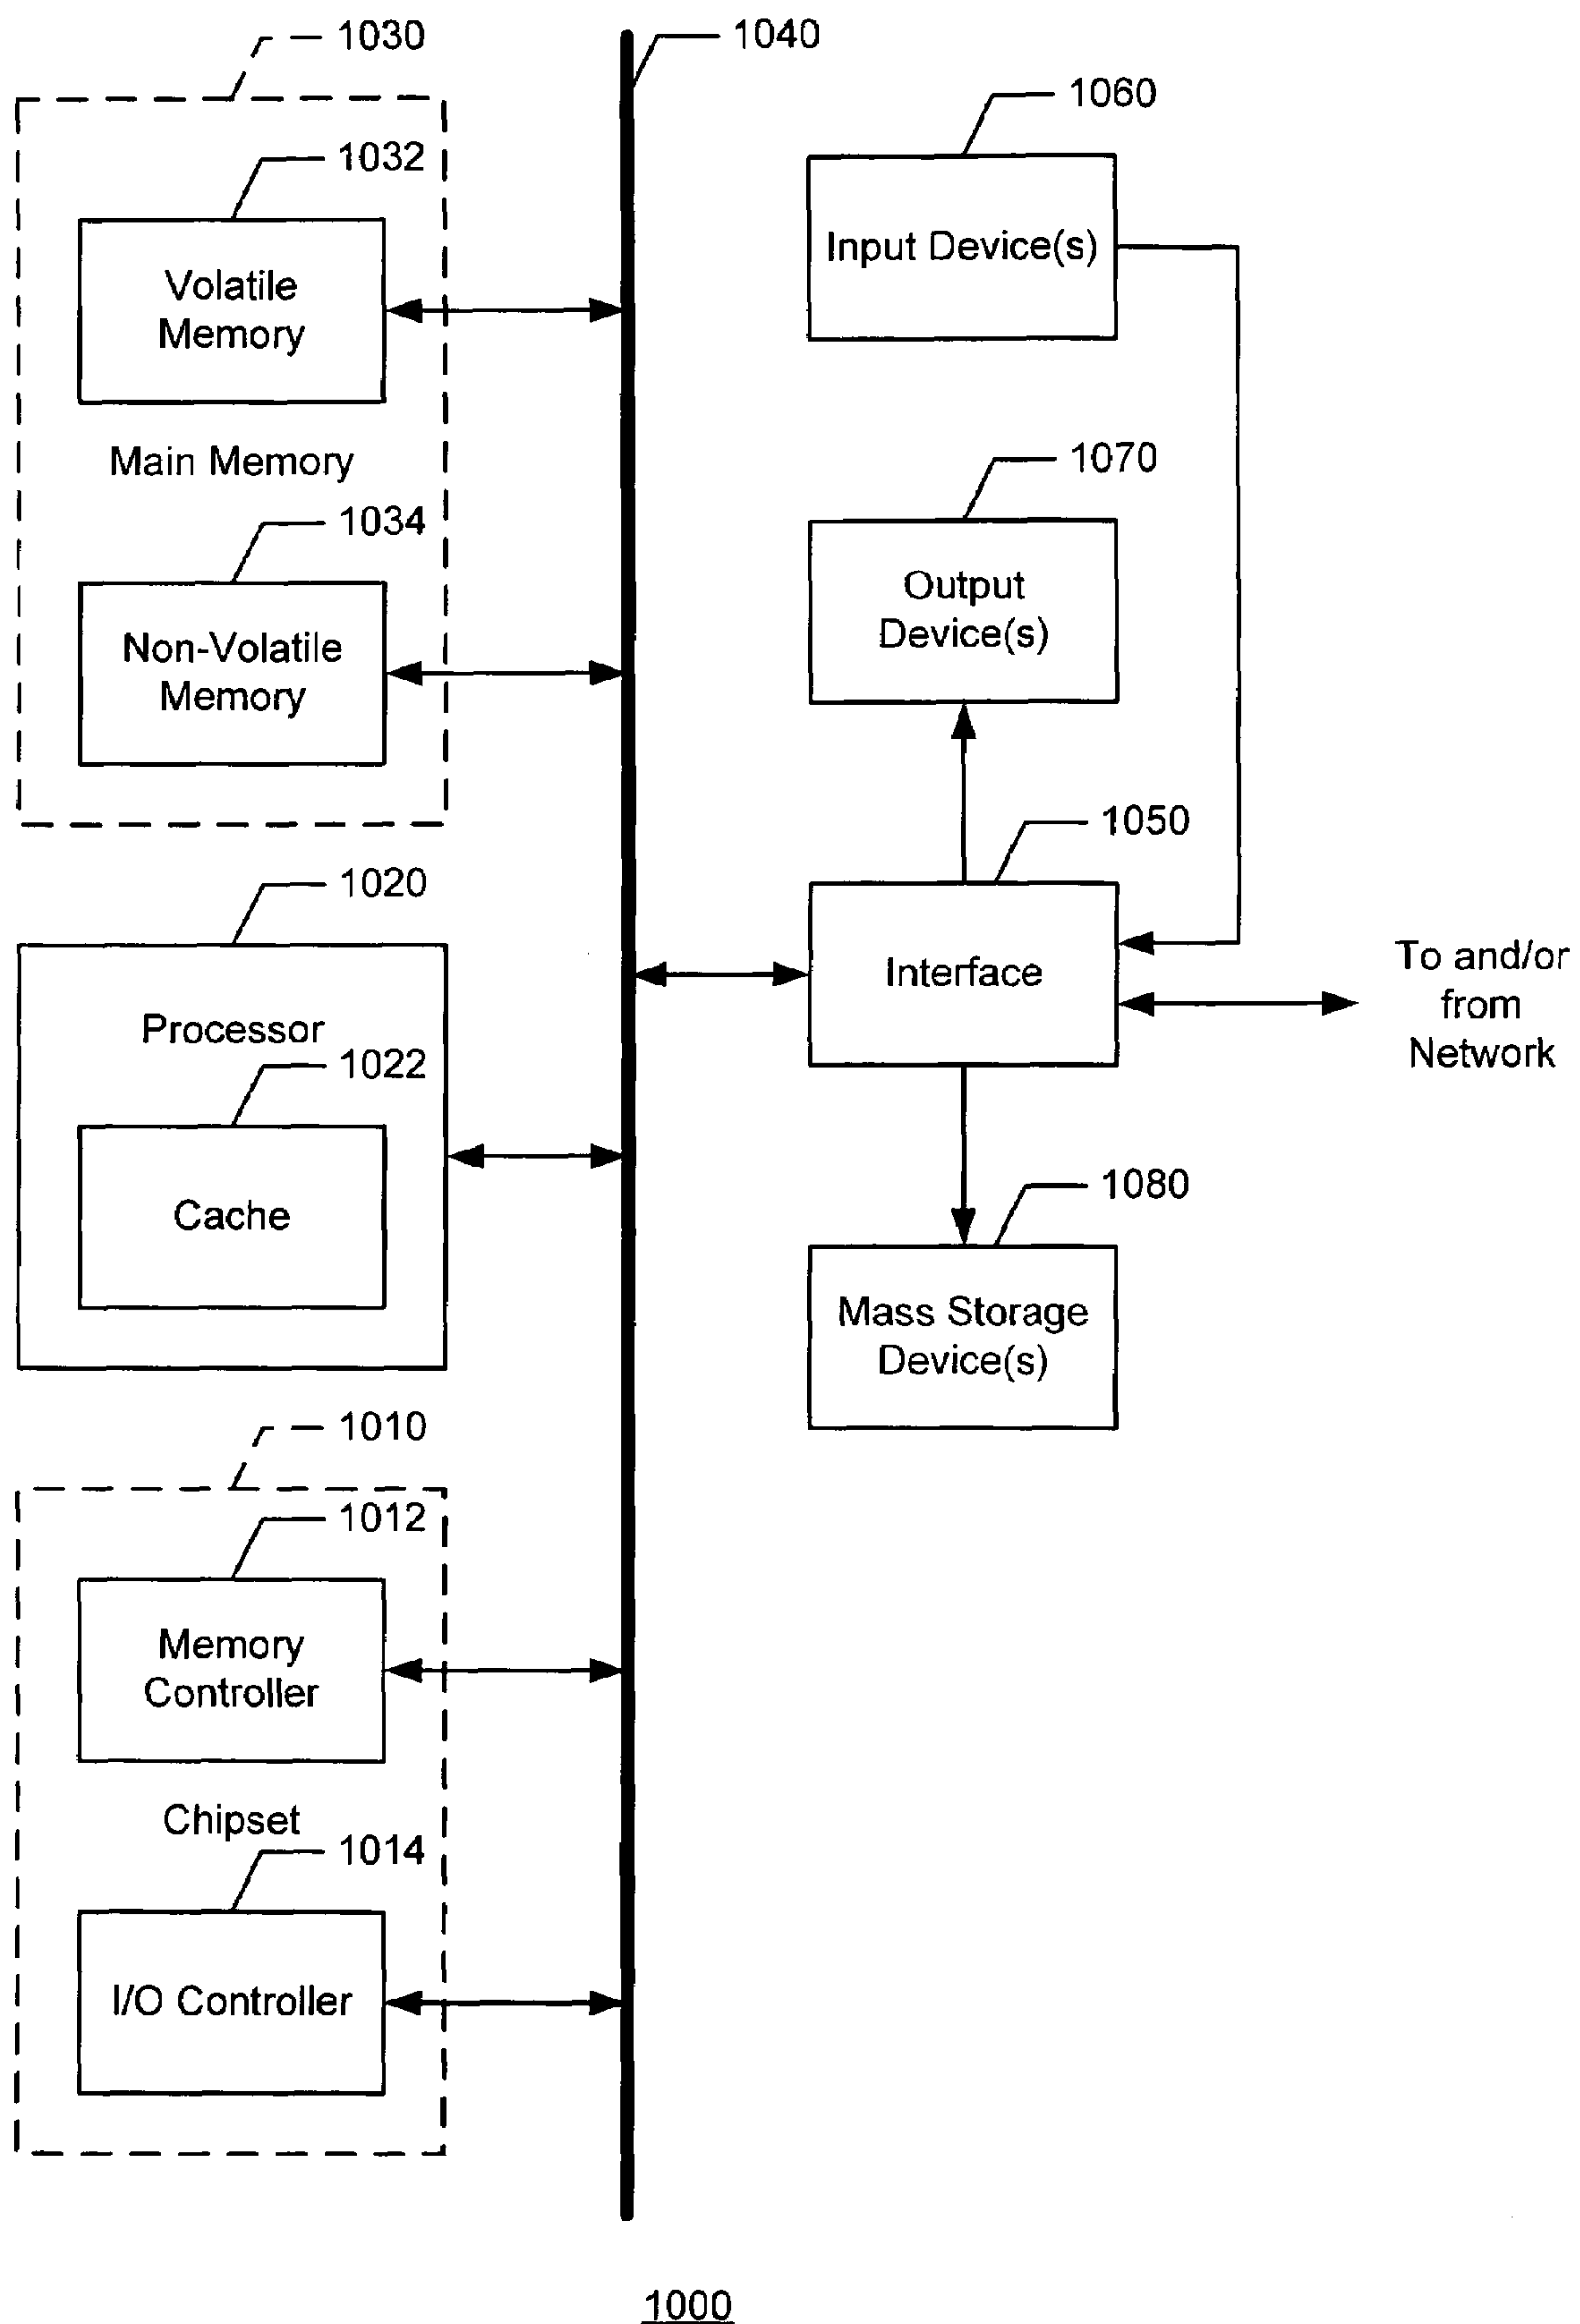 1030
1032
Volatile
Memory
Main Memory
1034
Non-Volatile
Memory
1020
Processor
1022
Cache
1010
1012
Memory
Controller
Chipset
1014
I/O Controller
1040
1060
Input Device(s)
1070
Output
Device(s)
1050
Interface
To and/or
from
Network
1080
Mass Storage
Device(s)
1000